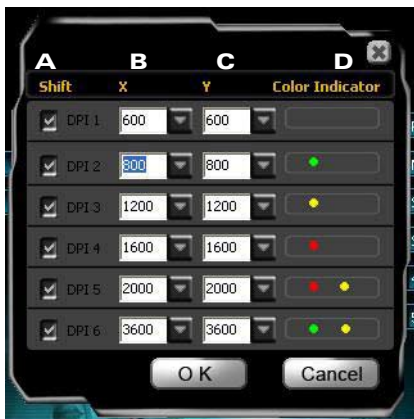 A B C D
Shift X Y Color Indicator
DPI 1 600 600
DPI 2 800 800
DPI 3 1200 1200
DPI 4 1600 1600
DPI 5 2000 2000
DPI 6 3600 3600
OK Cancel